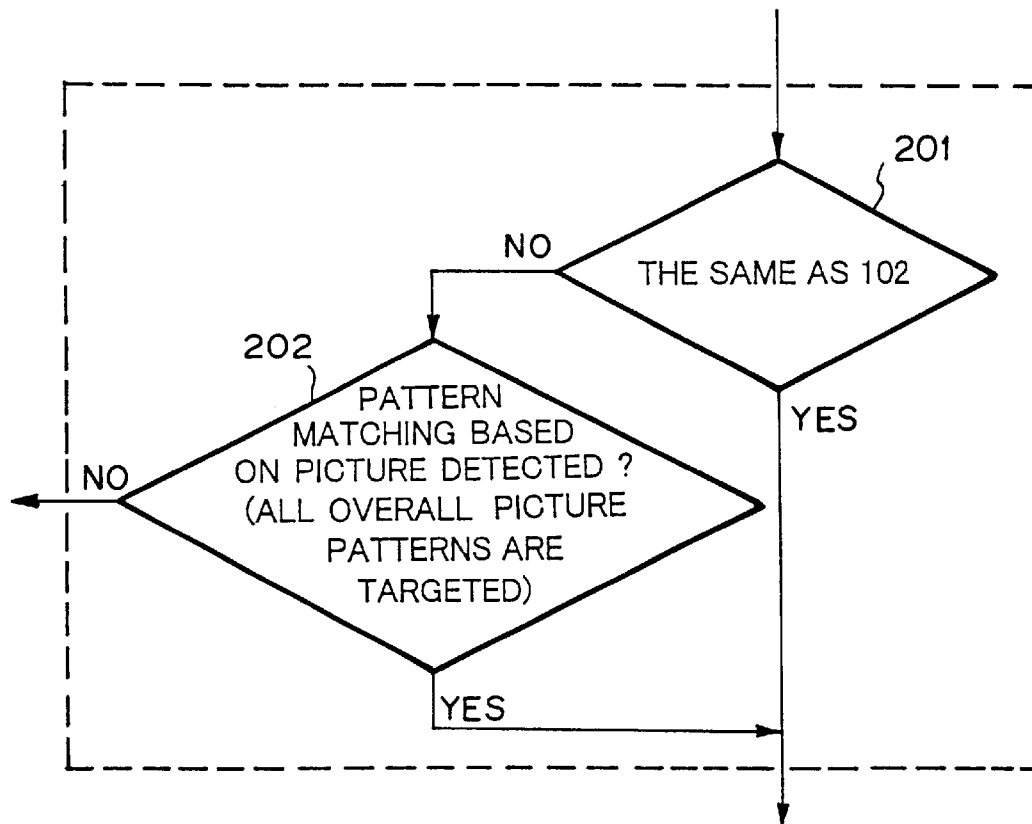 201
NO
THE SAME AS 102
202
PATTERN
MATCHING BASED
ON PICTURE DETECTED ?
(ALL OVERALL PICTURE
PATTERNS ARE
TARGETED)
YES
NO
YES